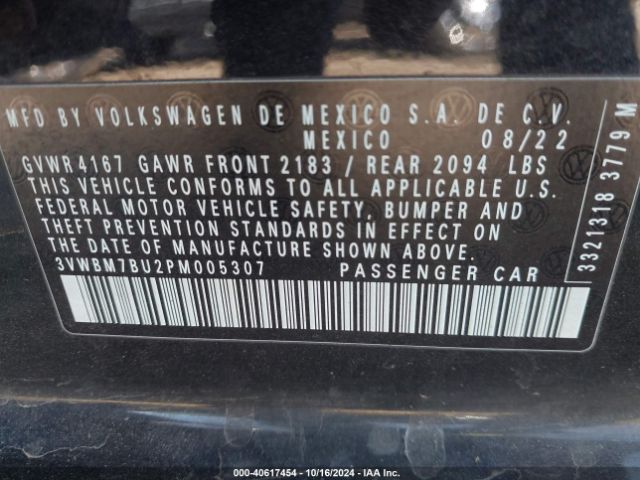 MFD BY VOLKSWAGEN DE MEXICO S.A. DE C.V.
MEXICO 08/22
GVWR4167 GAWR FRONT2183 / REAR 2094 LBS
THIS VEHICLE CONFORMS TO ALL APPLICABLE U.S.
FEDERAL MOTOR VEHICLE SAFETY, BUMPER AND
THEFT PREVENTION STANDARDS IN EFFECT ON
THE DATE OF MANUFACTURE SHOWN ABOVE.
3VWBM7BU2PM005307 PASSENGER CAR
3321318 3779 M
000-40617454 - 10/16/2024 - IAA Inc.